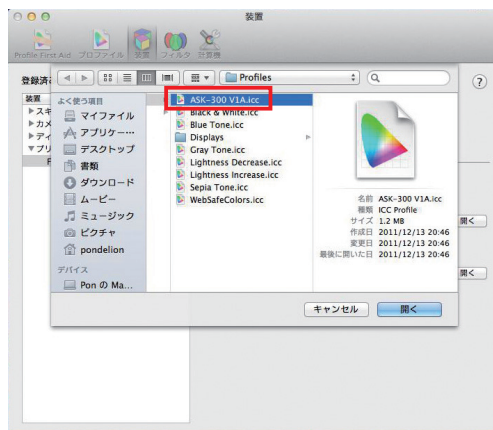 装置
Profile First Aid プロファイル 装置 フィルタ 計算機
Profiles
登録済
装置
よく使う項目
マイファイル
アプリケー…
デスクトップ
書類
ダウンロード
ムービー
ミュージック
ピクチャ
pondelion
デバイス
Pon の Ma…
ASK-300 V1A.icc
Black & White.icc
Blue Tone.icc
Displays
Gray Tone.icc
Lightness Decrease.icc
Lightness Increase.icc
Sepia Tone.icc
WebSafeColors.icc
名前 ASK-300 V1A.icc
種類 ICC Profile
サイズ 1.2 MB
作成日 2011/12/13 20:46
変更日 2011/12/13 20:46
最後に開いた日 2011/12/13 20:46
開く
開く
キャンセル
開く
?